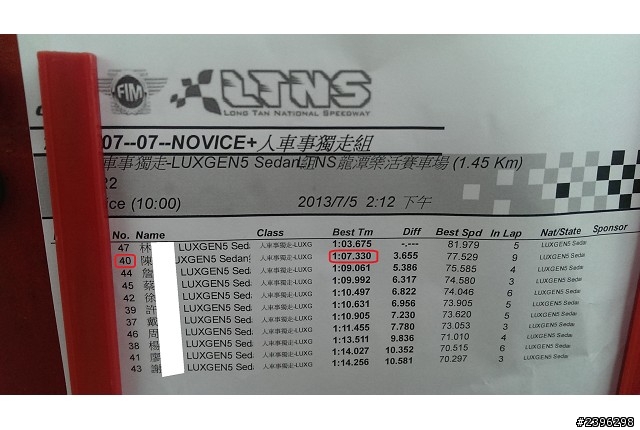 FIM LTNS
LONG TAN NATIONAL SPEEDWAY
07--07--NOVICE+人車事獨走組
車事獨走-LUXGEN5 Sedan組 NS龍潭樂活賽車場 (1.45 Km)
22
ice (10:00) 2013/7/5 2:12 下午
No. Name Class Best Tm Diff Best Spd In Lap Nat/State Sponsor
47 林 LUXGEN5 Seda 人車事獨走-LUXG 1:03.675 -.--- 81.979 5 LUXGEN5 Sedar
40 陳 LUXGEN5 Sedan 人車事獨走-LUXG 1:07.330 3.655 77.529 9 LUXGEN5 Sedar
44 詹 LUXGEN5 Seda 人車事獨走-LUXG 1:09.061 5.386 75.585 4 LUXGEN5 Sedar
45 蔡 LUXGEN5 Seda 人車事獨走-LUXG 1:09.992 6.317 74.580 3 LUXGEN5 Sedar
42 徐 LUXGEN5 Seda 人車事獨走-LUXG 1:10.497 6.822 74.046 6 LUXGEN5 Sedar
39 許 LUXGEN5 Seda 人車事獨走-LUXG 1:10.631 6.956 73.905 5 LUXGEN5 Sedar
37 戴 LUXGEN5 Seda 人車事獨走-LUXG 1:10.905 7.230 73.620 5 LUXGEN5 Sedar
46 周 LUXGEN5 Seda 人車事獨走-LUXG 1:11.455 7.780 73.053 3 LUXGEN5 Sedar
38 楊 LUXGEN5 Seda 人車事獨走-LUXG 1:13.511 9.836 71.010 4 LUXGEN5 Sedar
41 廖 LUXGEN5 Seda 人車事獨走-LUXG 1:14.027 10.352 70.515 6 LUXGEN5 Sedar
43 謝 LUXGEN5 Seda 人車事獨走-LUXG 1:14.256 10.581 70.297 3 LUXGEN5 Sedar
#2396298